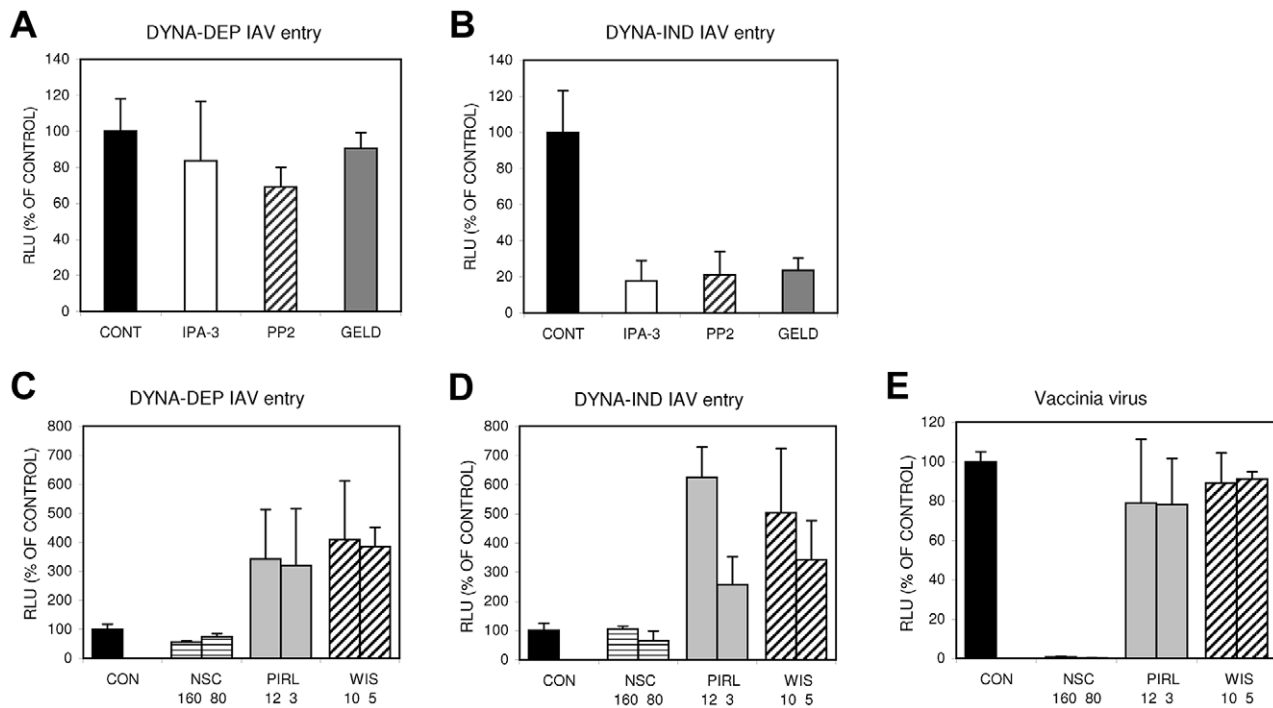 A
DYNA-DEP IAV entry
RLU (% OF CONTROL)
140
120
100
80
60
40
20
0
CONT IPA-3 PP2 GELD
B
DYNA-IND IAV entry
RLU (% OF CONTROL)
140
120
100
80
60
40
20
0
CONT IPA-3 PP2 GELD
C
DYNA-DEP IAV entry
RLU (% OF CONTROL)
800
700
600
500
400
300
200
100
0
CON NSC PIRL WIS
160 80 12 3 10 5
D
DYNA-IND IAV entry
RLU (% OF CONTROL)
800
700
600
500
400
300
200
100
0
CON NSC PIRL WIS
160 80 12 3 10 5
E
Vaccinia virus
RLU (% OF CONTROL)
120
100
80
60
40
20
0
CON NSC PIRL WIS
160 80 12 3 10 5